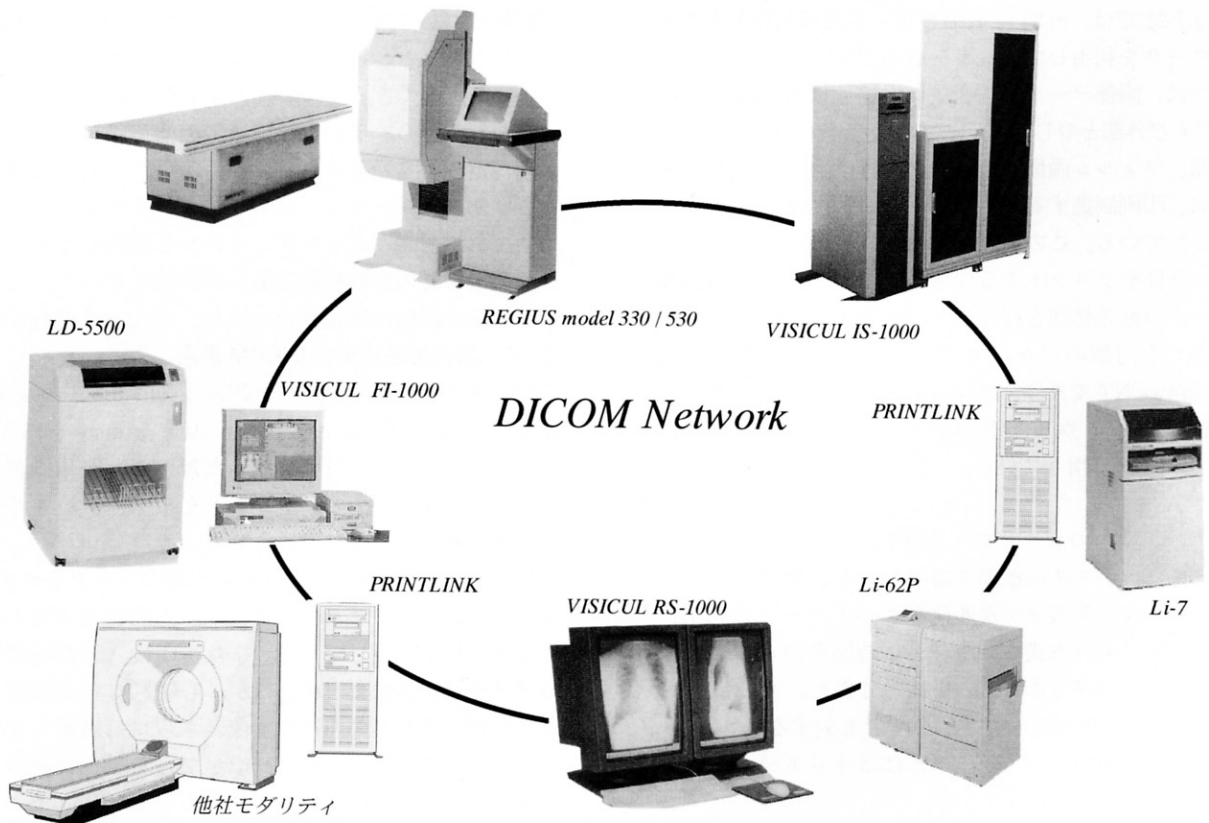 REGIUS model 330 / 530
VISICUL IS-1000
LD-5500
VISICUL FI-1000
DICOM Network
PRINTLINK
PRINTLINK
VISICUL RS-1000
Li-62P
Li-7
他社モダリティ